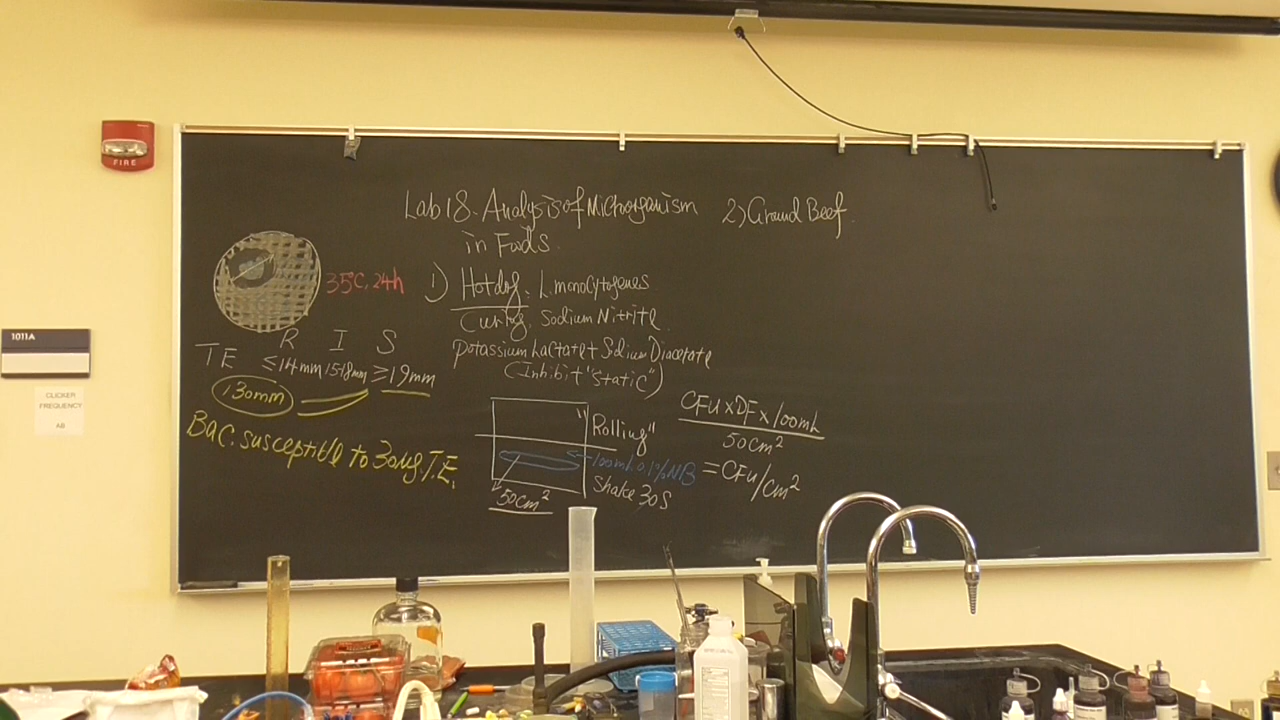 FIRE
1011A
CLICKER
FREQUENCY
AB
Lab 18. Analysis of Microorganism
in Foods.
35C, 24h
R I S
TE ≤14mm 15-18mm ≥19mm
130mm
Bac. susceptible to 30ug. T.E.
1) Hotdog. L. monocytogenes
Curing, Sodium Nitrite.
Potassium Lactate + Sodium Diacetate
(Inhibit "static")
"Rolling"
100mL 0.1% NB
Shake 30s
50cm²
CFU x DF x 100mL
50cm²
= CFU/cm²
2) Ground Beef.